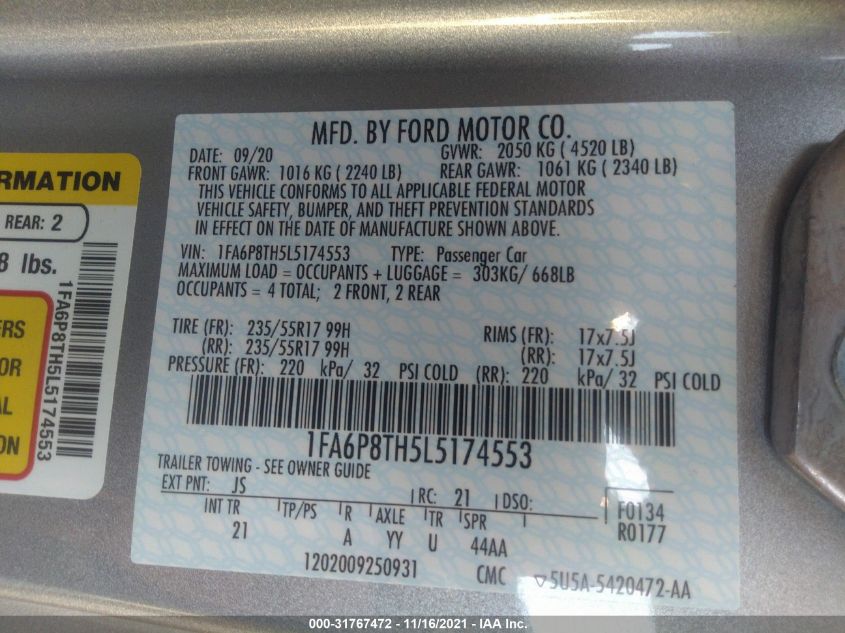 MFD. BY FORD MOTOR CO.
DATE: 09/20 GVWR: 2050 KG ( 4520 LB)
FRONT GAWR: 1016 KG ( 2240 LB) REAR GAWR: 1061 KG ( 2340 LB)
THIS VEHICLE CONFORMS TO ALL APPLICABLE FEDERAL MOTOR
VEHICLE SAFETY, BUMPER, AND THEFT PREVENTION STANDARDS
IN EFFECT ON THE DATE OF MANUFACTURE SHOWN ABOVE.
VIN: 1FA6P8TH5L5174553 TYPE: Passenger Car
MAXIMUM LOAD = OCCUPANTS + LUGGAGE = 303KG/ 668LB
OCCUPANTS = 4 TOTAL; 2 FRONT, 2 REAR
TIRE (FR): 235/55R17 99H RIMS (FR): 17x7.5J
(RR): 235/55R17 99H (RR): 17x7.5J
PRESSURE (FR): 220 kPa/ 32 PSI COLD (RR): 220 kPa/ 32 PSI COLD
1FA6P8TH5L5174553
TRAILER TOWING - SEE OWNER GUIDE
EXT PNT: JS RC: 21 DSO: F0134
INT TR TP/PS R AXLE TR SPR R0177
21 A YY U 44AA
1202009250931 CMC 5U5A-5420472-AA
RMATION
REAR: 2
8 lbs.
ERS
OR
AL
ON
1FA6P8TH5L5174553
000-31767472 - 11/16/2021 - IAA Inc.